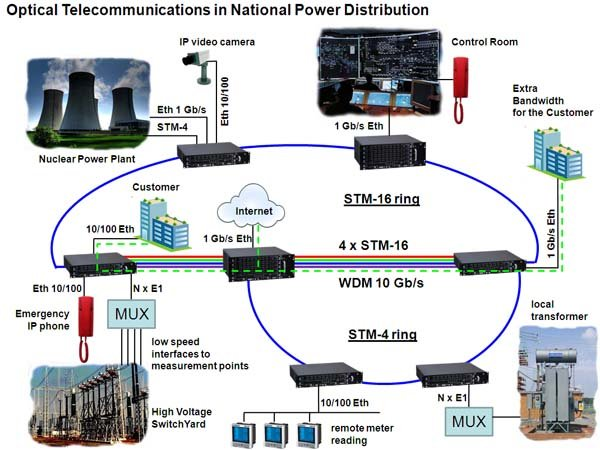 Optical Telecommunications in National Power Distribution
IP video camera
Control Room
Extra
Bandwidth
for the Customer
Eth 1 Gb/s
STM-4
Eth 10/100
Nuclear Power Plant
1 Gb/s Eth
Customer
STM-16 ring
Internet
10/100 Eth
1 Gb/s Eth
4 x STM-16
1 Gb/s Eth
WDM 10 Gb/s
Eth 10/100
N x E1
Emergency
IP phone
MUX
STM-4 ring
local
transformer
low speed
interfaces to
measurement points
High Voltage
SwitchYard
10/100 Eth
N x E1
MUX
remote meter
reading